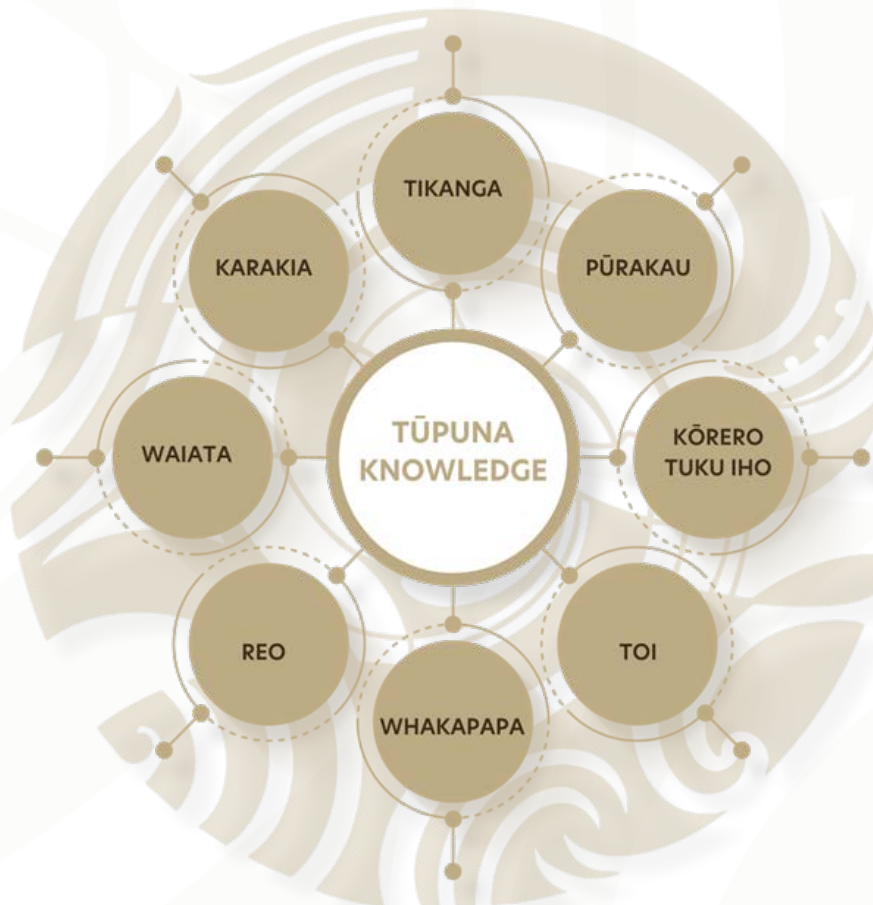 TIKANGA
KARAKIA
PŪRAKAU
TŪPUNA
KNOWLEDGE
WAIATA
KŌRERO
TUKU IHO
REO
TOI
WHAKAPAPA